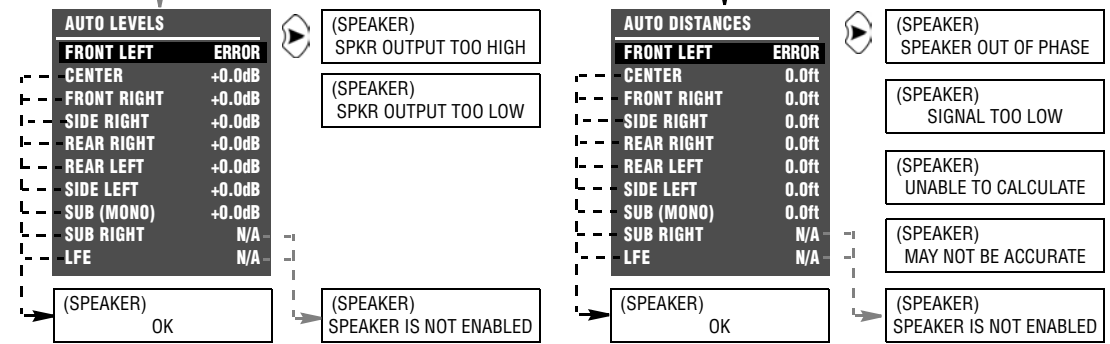 AUTO LEVELS
FRONT LEFT ERROR
CENTER +0.0dB
FRONT RIGHT +0.0dB
SIDE RIGHT +0.0dB
REAR RIGHT +0.0dB
REAR LEFT +0.0dB
SIDE LEFT +0.0dB
SUB (MONO) +0.0dB
SUB RIGHT N/A
LFE N/A
(SPEAKER)
OK
(SPEAKER)
SPKR OUTPUT TOO HIGH
(SPEAKER)
SPKR OUTPUT TOO LOW
(SPEAKER)
SPEAKER IS NOT ENABLED
AUTO DISTANCES
FRONT LEFT ERROR
CENTER 0.0ft
FRONT RIGHT 0.0ft
SIDE RIGHT 0.0ft
REAR RIGHT 0.0ft
REAR LEFT 0.0ft
SIDE LEFT 0.0ft
SUB (MONO) 0.0ft
SUB RIGHT N/A
LFE N/A
(SPEAKER)
OK
(SPEAKER)
SPEAKER OUT OF PHASE
(SPEAKER)
SIGNAL TOO LOW
(SPEAKER)
UNABLE TO CALCULATE
(SPEAKER)
MAY NOT BE ACCURATE
(SPEAKER)
SPEAKER IS NOT ENABLED